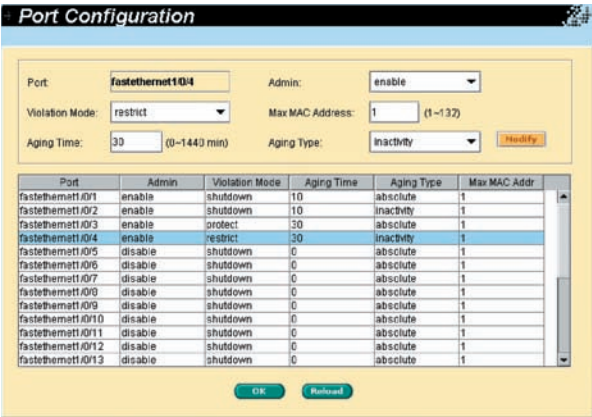 Port Configuration
Port: fastethernet1/0/4 Admin: enable
Violation Mode: restrict Max MAC Address: 1 (1~132)
Aging Time: 30 (0~1440 min) Aging Type: inactivity Modify
Port Admin Violation Mode Aging Time Aging Type Max MAC Addr
fastethernet1/0/1 enable shutdown 10 absolute 1
fastethernet1/0/2 enable shutdown 10 inactivity 1
fastethernet1/0/3 enable protect 30 absolute 1
fastethernet1/0/4 enable restrict 30 inactivity 1
fastethernet1/0/5 disable shutdown 0 absolute 1
fastethernet1/0/6 disable shutdown 0 absolute 1
fastethernet1/0/7 disable shutdown 0 absolute 1
fastethernet1/0/8 disable shutdown 0 absolute 1
fastethernet1/0/9 disable shutdown 0 absolute 1
fastethernet1/0/10 disable shutdown 0 absolute 1
fastethernet1/0/11 disable shutdown 0 absolute 1
fastethernet1/0/12 disable shutdown 0 absolute 1
fastethernet1/0/13 disable shutdown 0 absolute 1
OK Reload